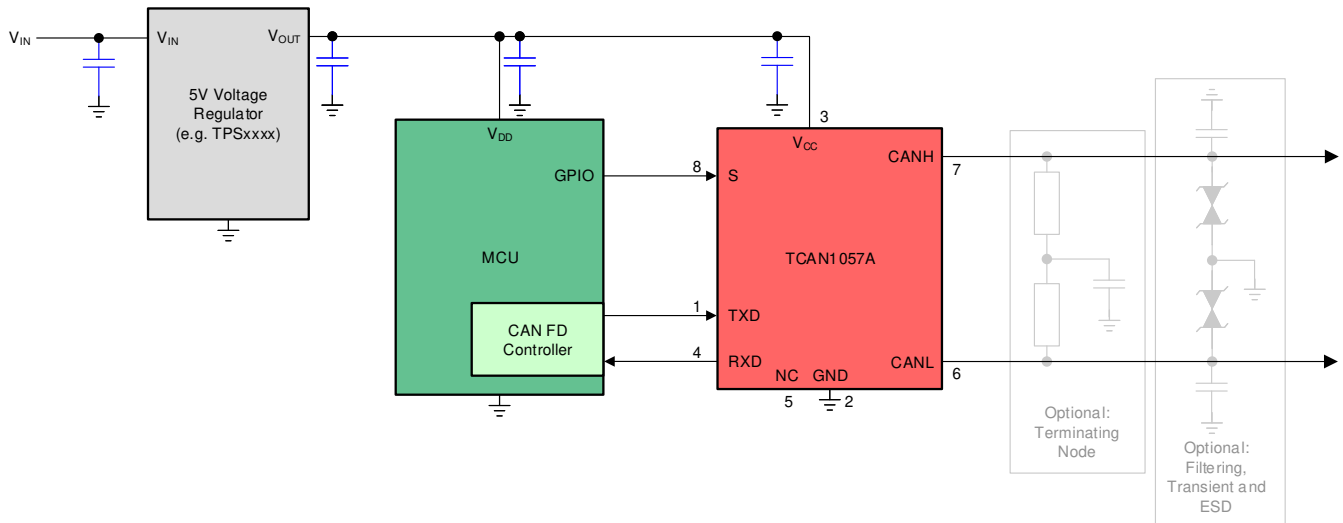 VIN
VIN
VOUT
5V Voltage
Regulator
(e.g. TPSxxxx)
VDD
GPIO
MCU
CAN FD
Controller
8
1
4
3
VCC
S
CANH
7
TCAN1057A
TXD
RXD
CANL
6
NC GND
5
2
Optional:
Terminating
Node
Optional:
Filtering,
Transient and
ESD